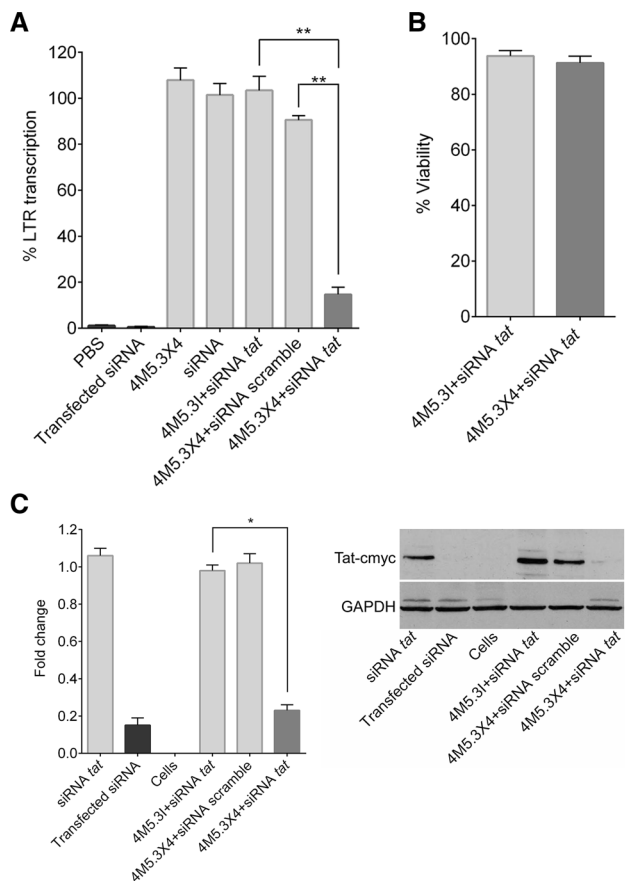 A
% LTR transcription
120
100
80
60
40
20
0
**
**
PBS
Transfected siRNA
4M5.3X4
siRNA
4M5.3I+siRNA tat
4M5.3X4+siRNA scramble
4M5.3X4+siRNA tat
B
% Viability
100
80
60
40
20
0
4M5.3I+siRNA tat
4M5.3X4+siRNA tat
C
Fold change
1.2
1.0
0.8
0.6
0.4
0.2
0.0
*
siRNA tat
Transfected siRNA
Cells
4M5.3I+siRNA tat
4M5.3X4+siRNA scramble
4M5.3X4+siRNA tat
Tat-cmyc
GAPDH
siRNA tat
Transfected siRNA
Cells
4M5.3I+siRNA tat
4M5.3X4+siRNA scramble
4M5.3X4+siRNA tat